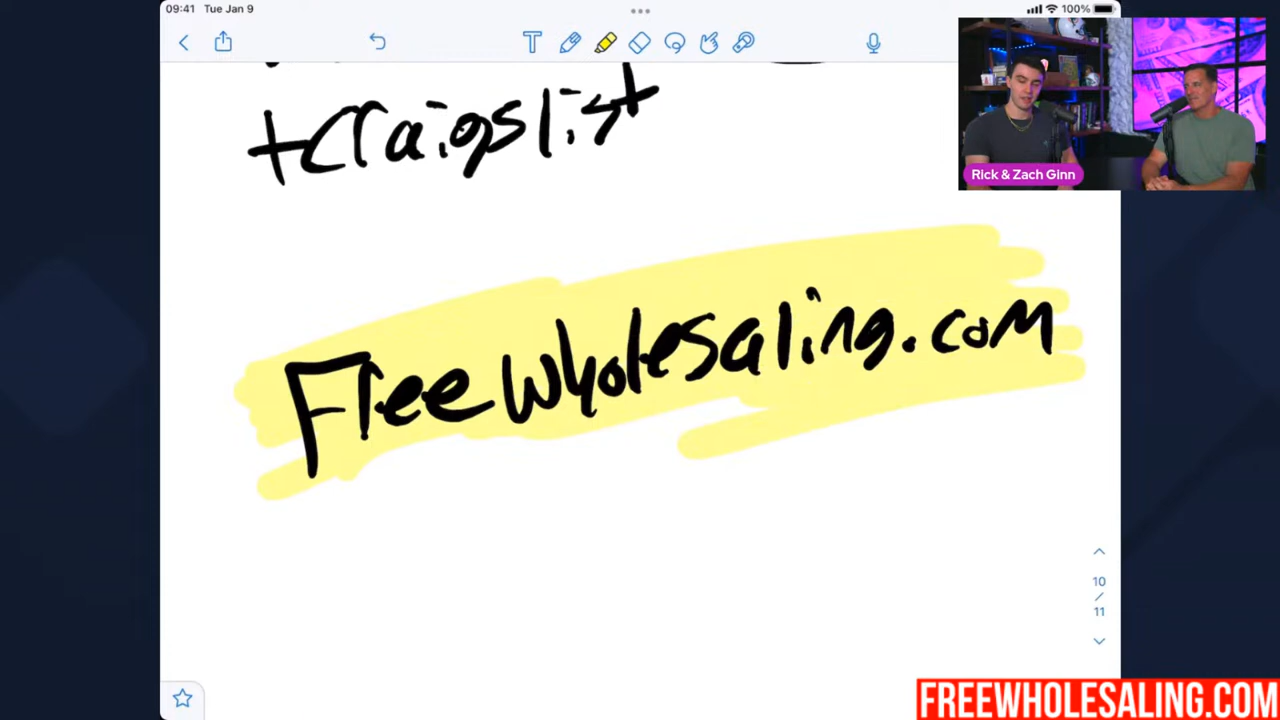 09:41 Tue Jan 9
100%
+craigslist
Rick & Zach Ginn
Freewholesaling.com
10
/
11
FREEWHOLESALING.COM